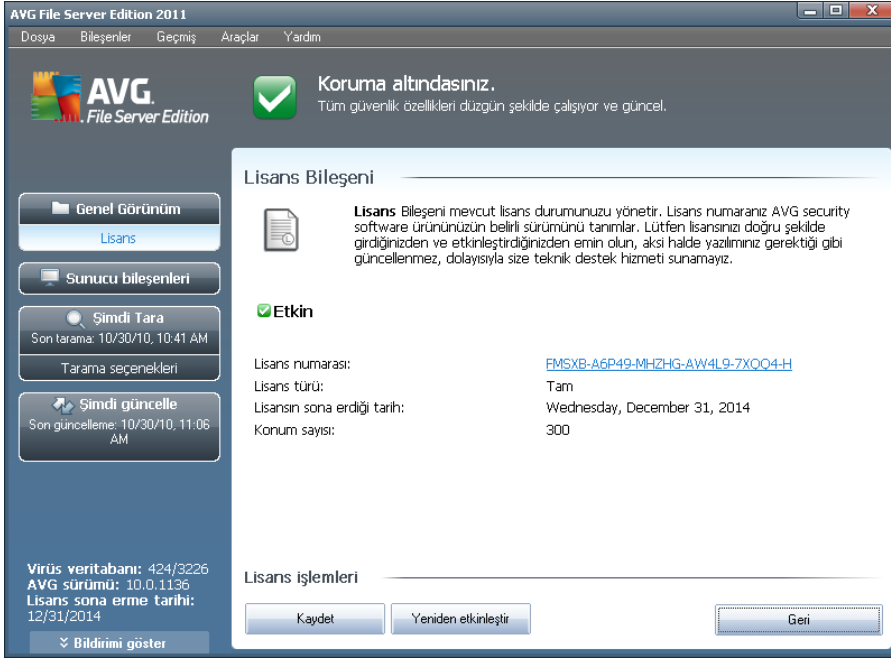 AVG File Server Edition 2011
Dosya Bileşenler Geçmiş Araçlar Yardım
AVG.
File Server Edition
Koruma altındasınız.
Tüm güvenlik özellikleri düzgün şekilde çalışıyor ve güncel.
Genel Görünüm
Lisans
Sunucu bileşenleri
Şimdi Tara
Son tarama: 10/30/10, 10:41 AM
Tarama seçenekleri
Şimdi güncelle
Son güncelleme: 10/30/10, 11:06
AM
Virüs veritabanı: 424/3226
AVG sürümü: 10.0.1136
Lisans sona erme tarihi:
12/31/2014
Bildirimi göster
Lisans Bileşeni
Lisans Bileşeni mevcut lisans durumunuzu yönetir. Lisans numaranız AVG security
software ürününüzün belirli sürümünü tanımlar. Lütfen lisansınızı doğru şekilde
girdiğinizden ve etkinleştirdiğinizden emin olun, aksi halde yazılımınız gerektiği gibi
güncellenmez, dolayısıyla size teknik destek hizmeti sunamayız.
Etkin
Lisans numarası: FMSXB-A6P49-MHZHG-AW4L9-7XQQ4-H
Lisans türü: Tam
Lisansın sona erdiği tarih: Wednesday, December 31, 2014
Konum sayısı: 300
Lisans işlemleri
Kaydet Yeniden etkinleştir Geri